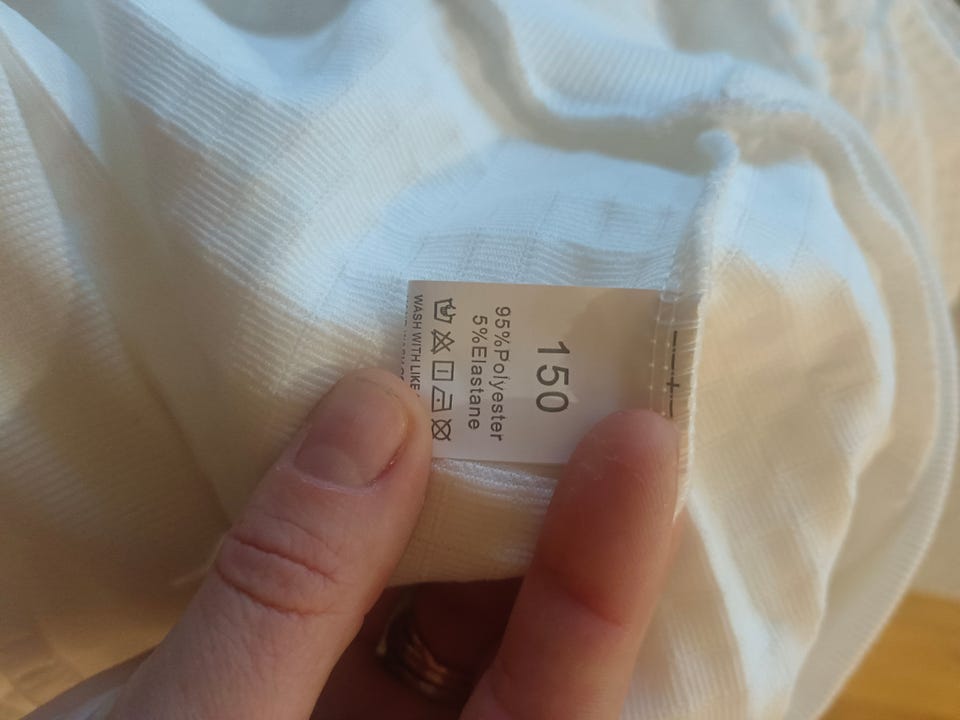 150
95%Polyester
5%Elastane
WASH WITH LIKE